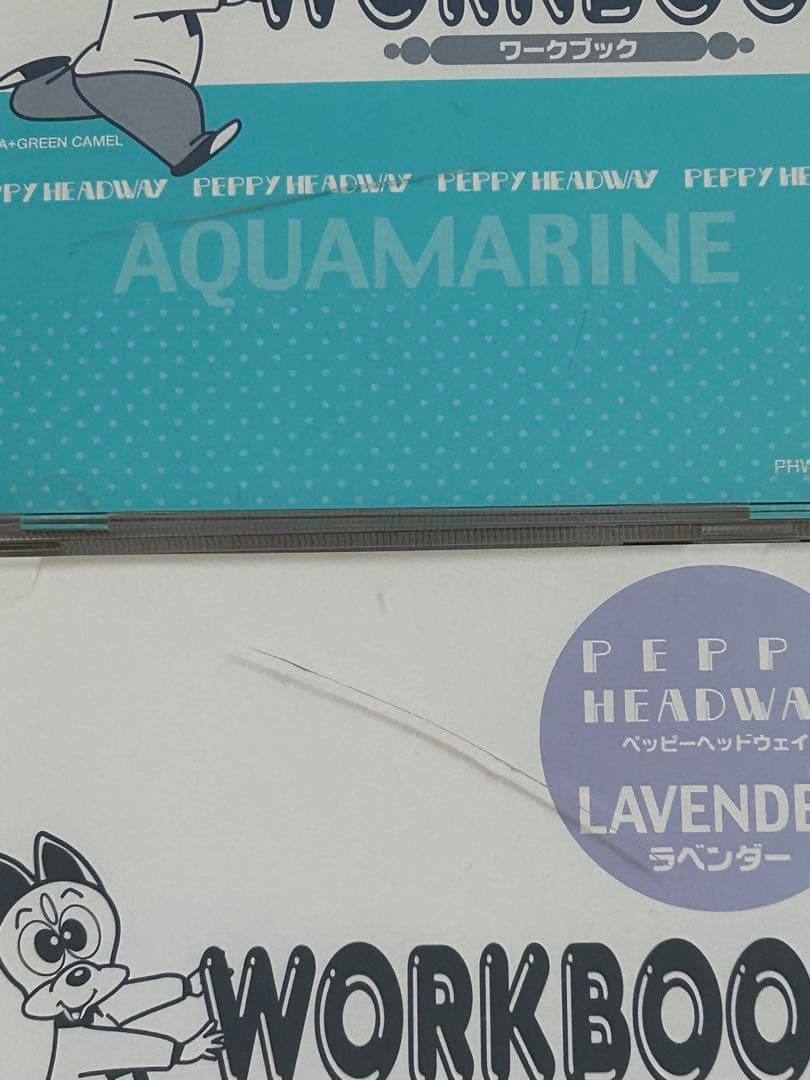 WORKBOO
ワークブック
A+GREEN CAMEL
PPY HEADWAY PEPPY HEADWAY PEPPY HEADWAY PEPPY HE
AQUAMARINE
PHW
PEPP
HEADWA
ペッピーヘッドウェイ
LAVENDE
ラベンダー
WORKBOO